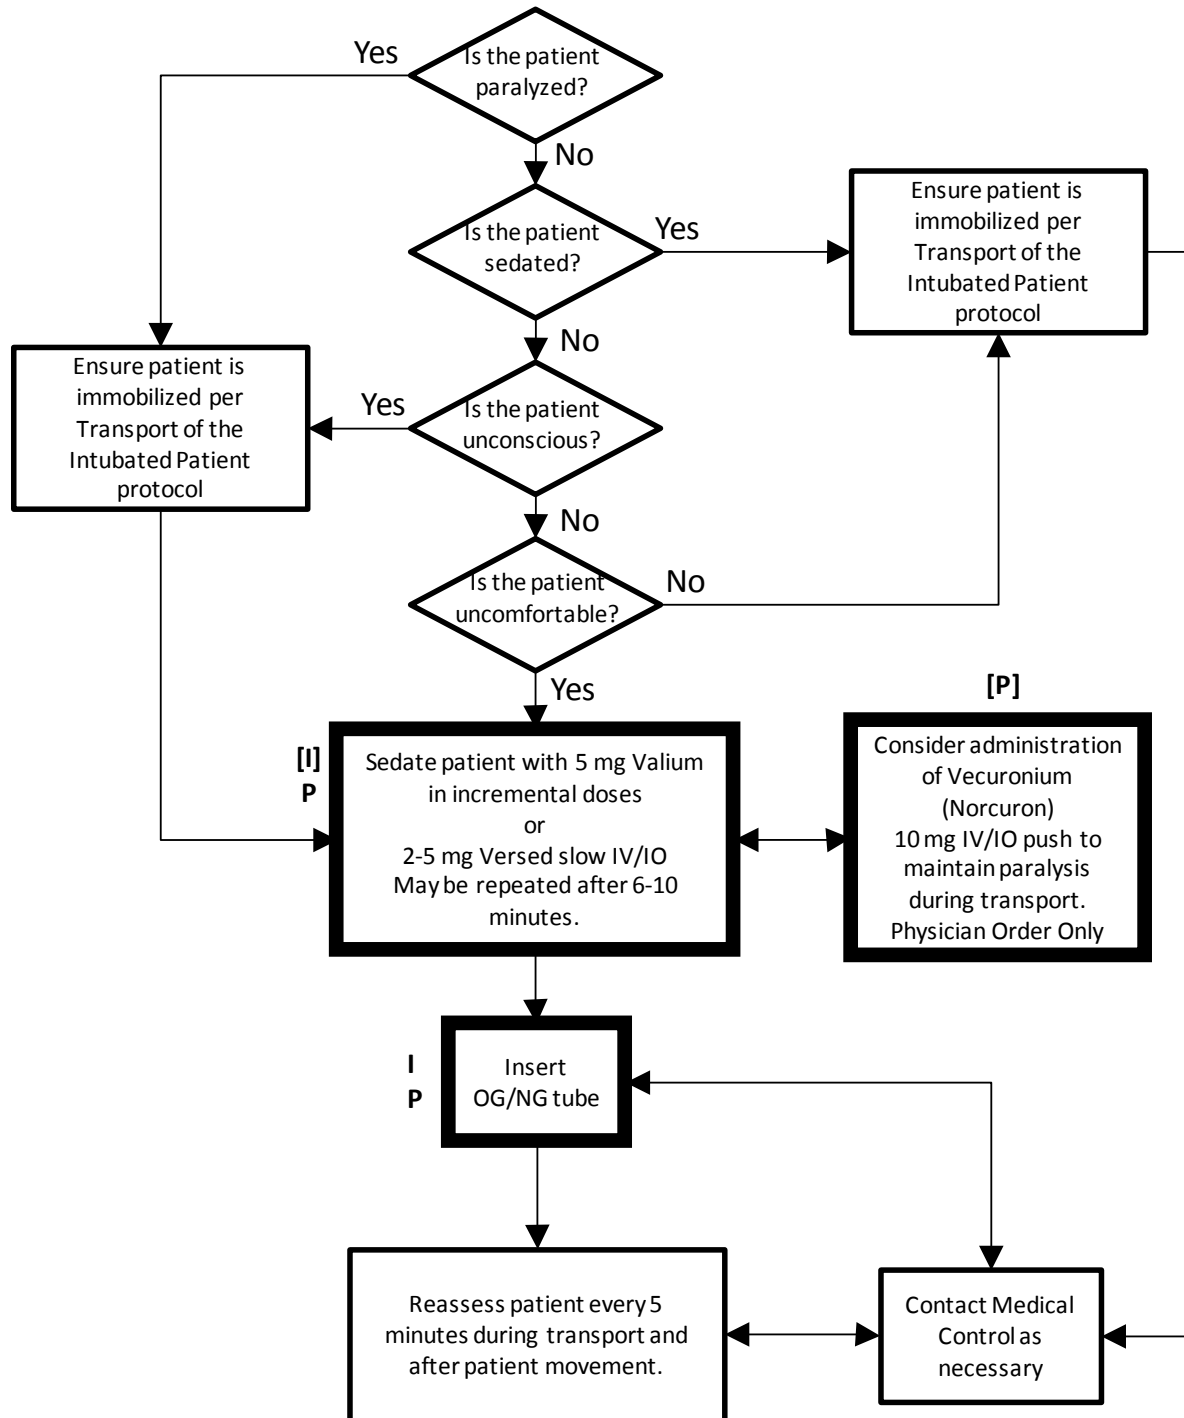 Yes
Is the patient
paralyzed?
No
Is the patient
sedated?
Yes
Ensure patient is
immobilized per
Transport of the
Intubated Patient
protocol
No
Ensure patient is
immobilized per
Transport of the
Intubated Patient
protocol
Yes
Is the patient
unconscious?
No
Is the patient
uncomfortable?
No
Yes
[I]
P
Sedate patient with 5 mg Valium
in incremental doses
or
2-5 mg Versed slow IV/IO
May be repeated after 6-10
minutes.
[P]
Consider administration
of Vecuronium
(Norcuron)
10 mg IV/IO push to
maintain paralysis
during transport.
Physician Order Only
I
P
Insert
OG/NG tube
Reassess patient every 5
minutes during transport and
after patient movement.
Contact Medical
Control as
necessary